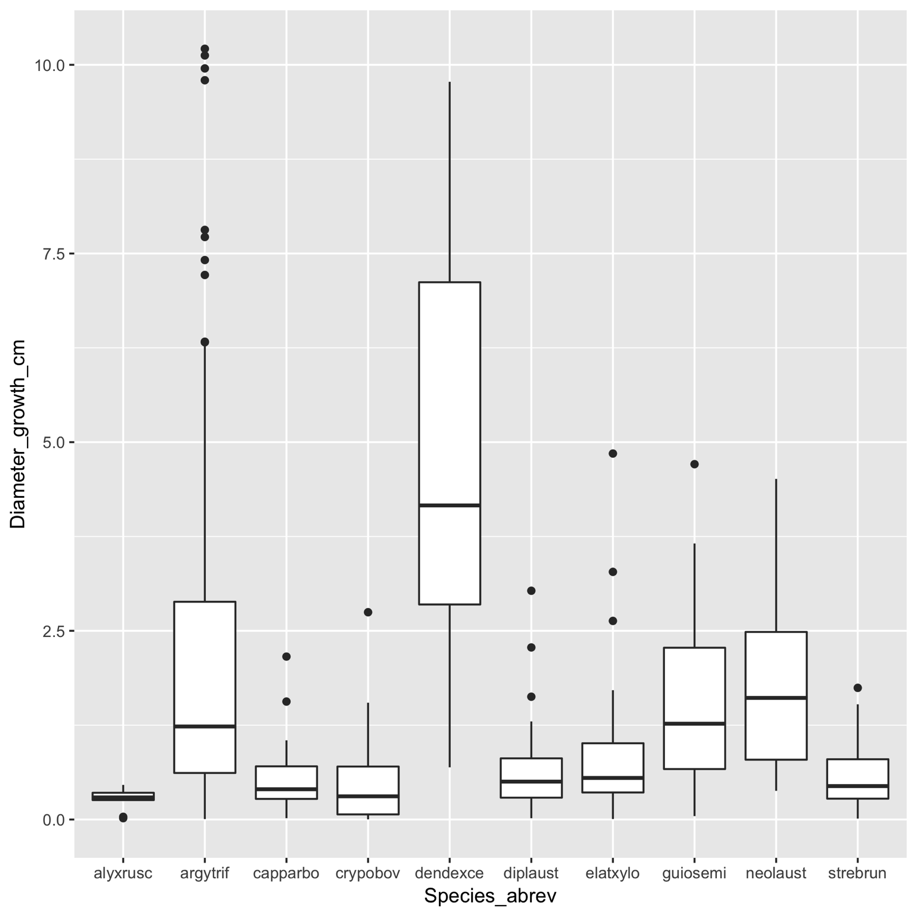 Diameter_growth_cm
10.0
7.5
5.0
2.5
0.0
alyxrusc argytrif capparbo crypobov dendexce diplaust elatxylo guiosemi neolaust strebrun
Species_abrev